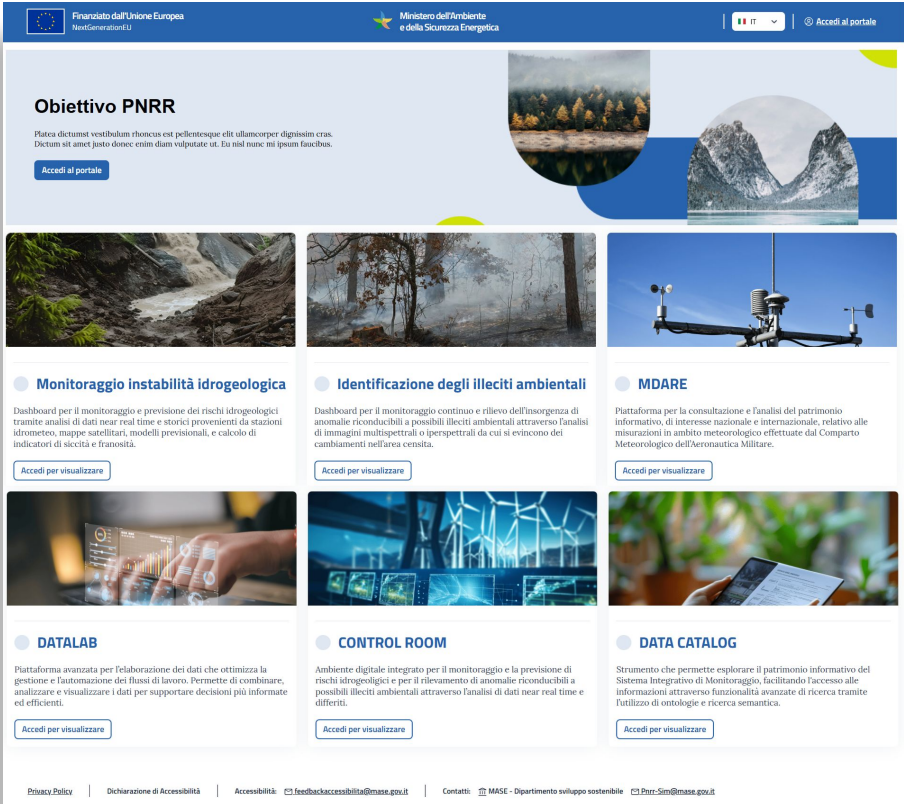 Finanziato dall'Unione Europea
NextGenerationEU
Ministero dell'Ambiente
e della Sicurezza Energetica
IT
Accedi al portale
Obiettivo PNRR
Platea dictumst vestibulum rhoncus est pellentesque elit ullamcorper dignissim cras.
Dictum sit amet justo donec enim diam vulputate ut. Eu nisl nunc mi ipsum faucibus.
Accedi al portale
Monitoraggio instabilità idrogeologica
Dashboard per il monitoraggio e previsione dei rischi idrogeologici
tramite analisi di dati near real time e storici provenienti da stazioni
idrometeo, mappe satellitari, modelli previsionali, e calcolo di
indicatori di siccità e franosità.
Accedi per visualizzare
Identificazione degli illeciti ambientali
Dashboard per il monitoraggio continuo e rilievo dell'insorgenza di
anomalie riconducibili a possibili illeciti ambientali attraverso l'analisi
di immagini multispettrali o iperspettrali da cui si evincono dei
cambiamenti nell'area censita.
Accedi per visualizzare
MDARE
Piattaforma per la consultazione e l'analisi del patrimonio
informativo, di interesse nazionale e internazionale, relativo alle
misurazioni in ambito meteorologico effettuate dal Comparto
Meteorologico dell'Aeronautica Militare.
Accedi per visualizzare
DATALAB
Piattaforma avanzata per l'elaborazione dei dati che ottimizza la
gestione e l'automazione dei flussi di lavoro. Permette di combinare,
analizzare e visualizzare i dati per supportare decisioni più informate
ed efficienti.
Accedi per visualizzare
CONTROL ROOM
Ambiente digitale integrato per il monitoraggio e la previsione di
rischi idrogeoligici e per il rilevamento di anomalie riconducibili a
possibili illeciti ambientali attraverso l'analisi di dati near real time e
differiti.
Accedi per visualizzare
DATA CATALOG
Strumento che permette esplorare il patrimonio informativo del
Sistema Integrativo di Monitoraggio, facilitando l'accesso alle
informazioni attraverso funzionalità avanzate di ricerca tramite
l'utilizzo di ontologie e ricerca semantica.
Accedi per visualizzare
Privacy Policy
Dichiarazione di Accessibilità
Accessibilità: feedbackaccessibilita@mase.gov.it
Contatti: MASE - Dipartimento sviluppo sostenibile Pnrr-Sim@mase.gov.it